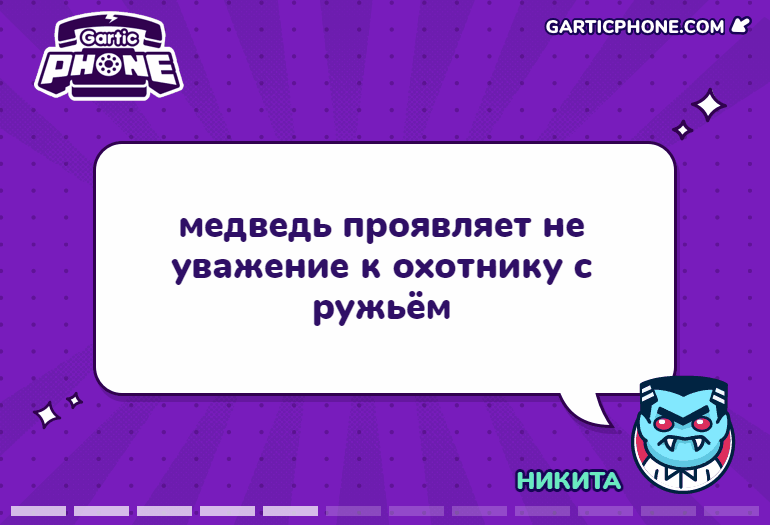 Gartic
PHONE
GARTICPHONE.COM
медведь проявляет не
уважение к охотнику с
ружьём
НИКИТА